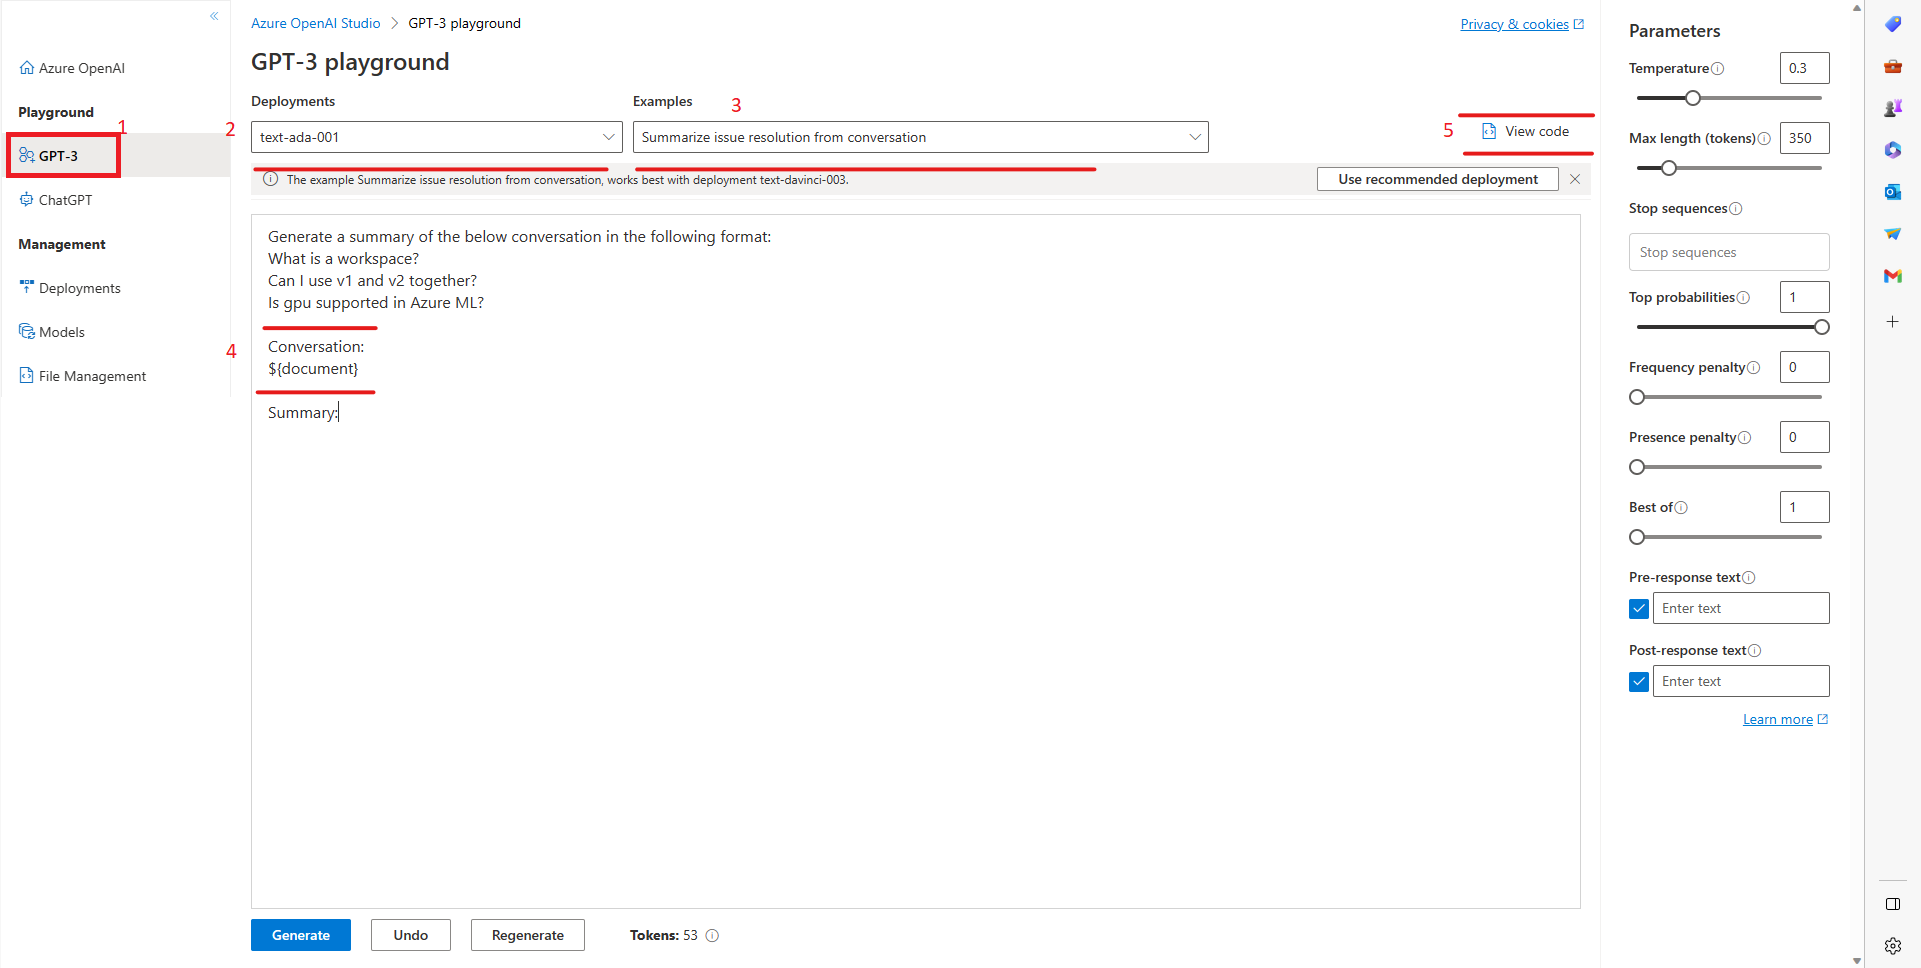 «
Azure OpenAI
Playground
1
GPT-3
ChatGPT
Management
Deployments
Models
4
File Management
Azure OpenAI Studio > GPT-3 playground
Privacy & cookies
GPT-3 playground
Deployments
Examples
3
2
text-ada-001
Summarize issue resolution from conversation
5
View code
The example Summarize issue resolution from conversation, works best with deployment text-davinci-003.
Use recommended deployment
Generate a summary of the below conversation in the following format:
What is a workspace?
Can I use v1 and v2 together?
Is gpu supported in Azure ML?
Conversation:
${document}
Summary:
Generate
Undo
Regenerate
Tokens: 53
Parameters
Temperature
0.3
Max length (tokens)
350
Stop sequences
Stop sequences
Top probabilities
1
Frequency penalty
0
Presence penalty
0
Best of
1
Pre-response text
Enter text
Post-response text
Enter text
Learn more